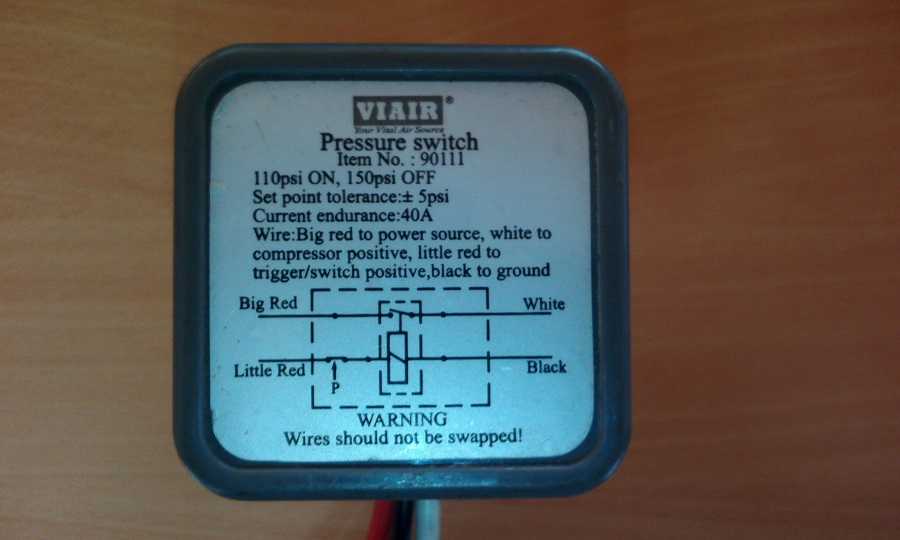 VIAIR®
Your Vital Air Source
Pressure switch
Item No. : 90111
110psi ON, 150psi OFF
Set point tolerance:± 5psi
Current endurance:40A
Wire:Big red to power source, white to
compressor positive, little red to
trigger/switch positive,black to ground
Big Red White
Little Red Black
P
WARNING
Wires should not be swapped!